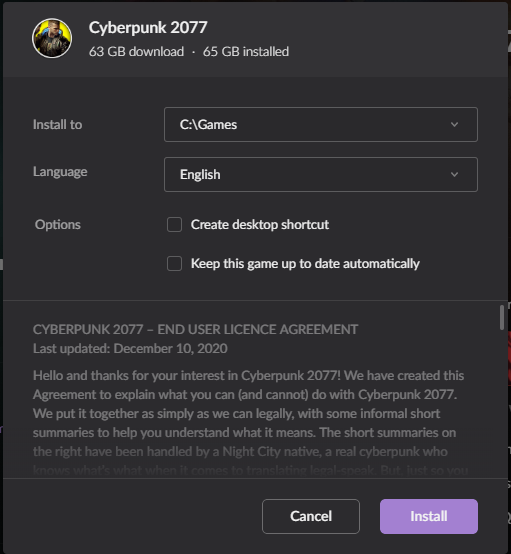 Cyberpunk 2077
63 GB download · 65 GB installed
Install to
C:\Games
Language
English
Options
Create desktop shortcut
Keep this game up to date automatically
CYBERPUNK 2077 – END USER LICENCE AGREEMENT
Last updated: December 10, 2020
Hello and thanks for your interest in Cyberpunk 2077! We have created this
Agreement to explain what you can (and cannot) do with Cyberpunk 2077.
We put it together as simply as we can legally, with some informal short
summaries to help you understand what it means. The short summaries on
the right have been handled by a Night City native, a real cyberpunk who
knows what's what when it comes to translating legal-speak. But, just so you
Cancel
Install